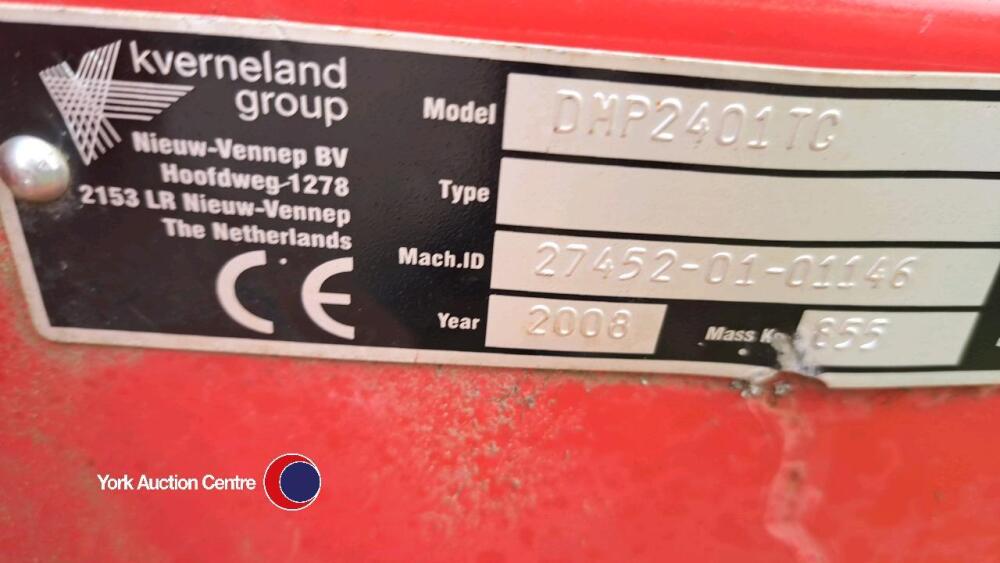 kverneland
group
Nieuw-Vennep BV
Hoofdweg 1278
2153 LR Nieuw-Vennep
The Netherlands
CE
Model DMP2401TG
Type
Mach.ID 27452-01-01146
Year 2008 Mass 855
York Auction Centre